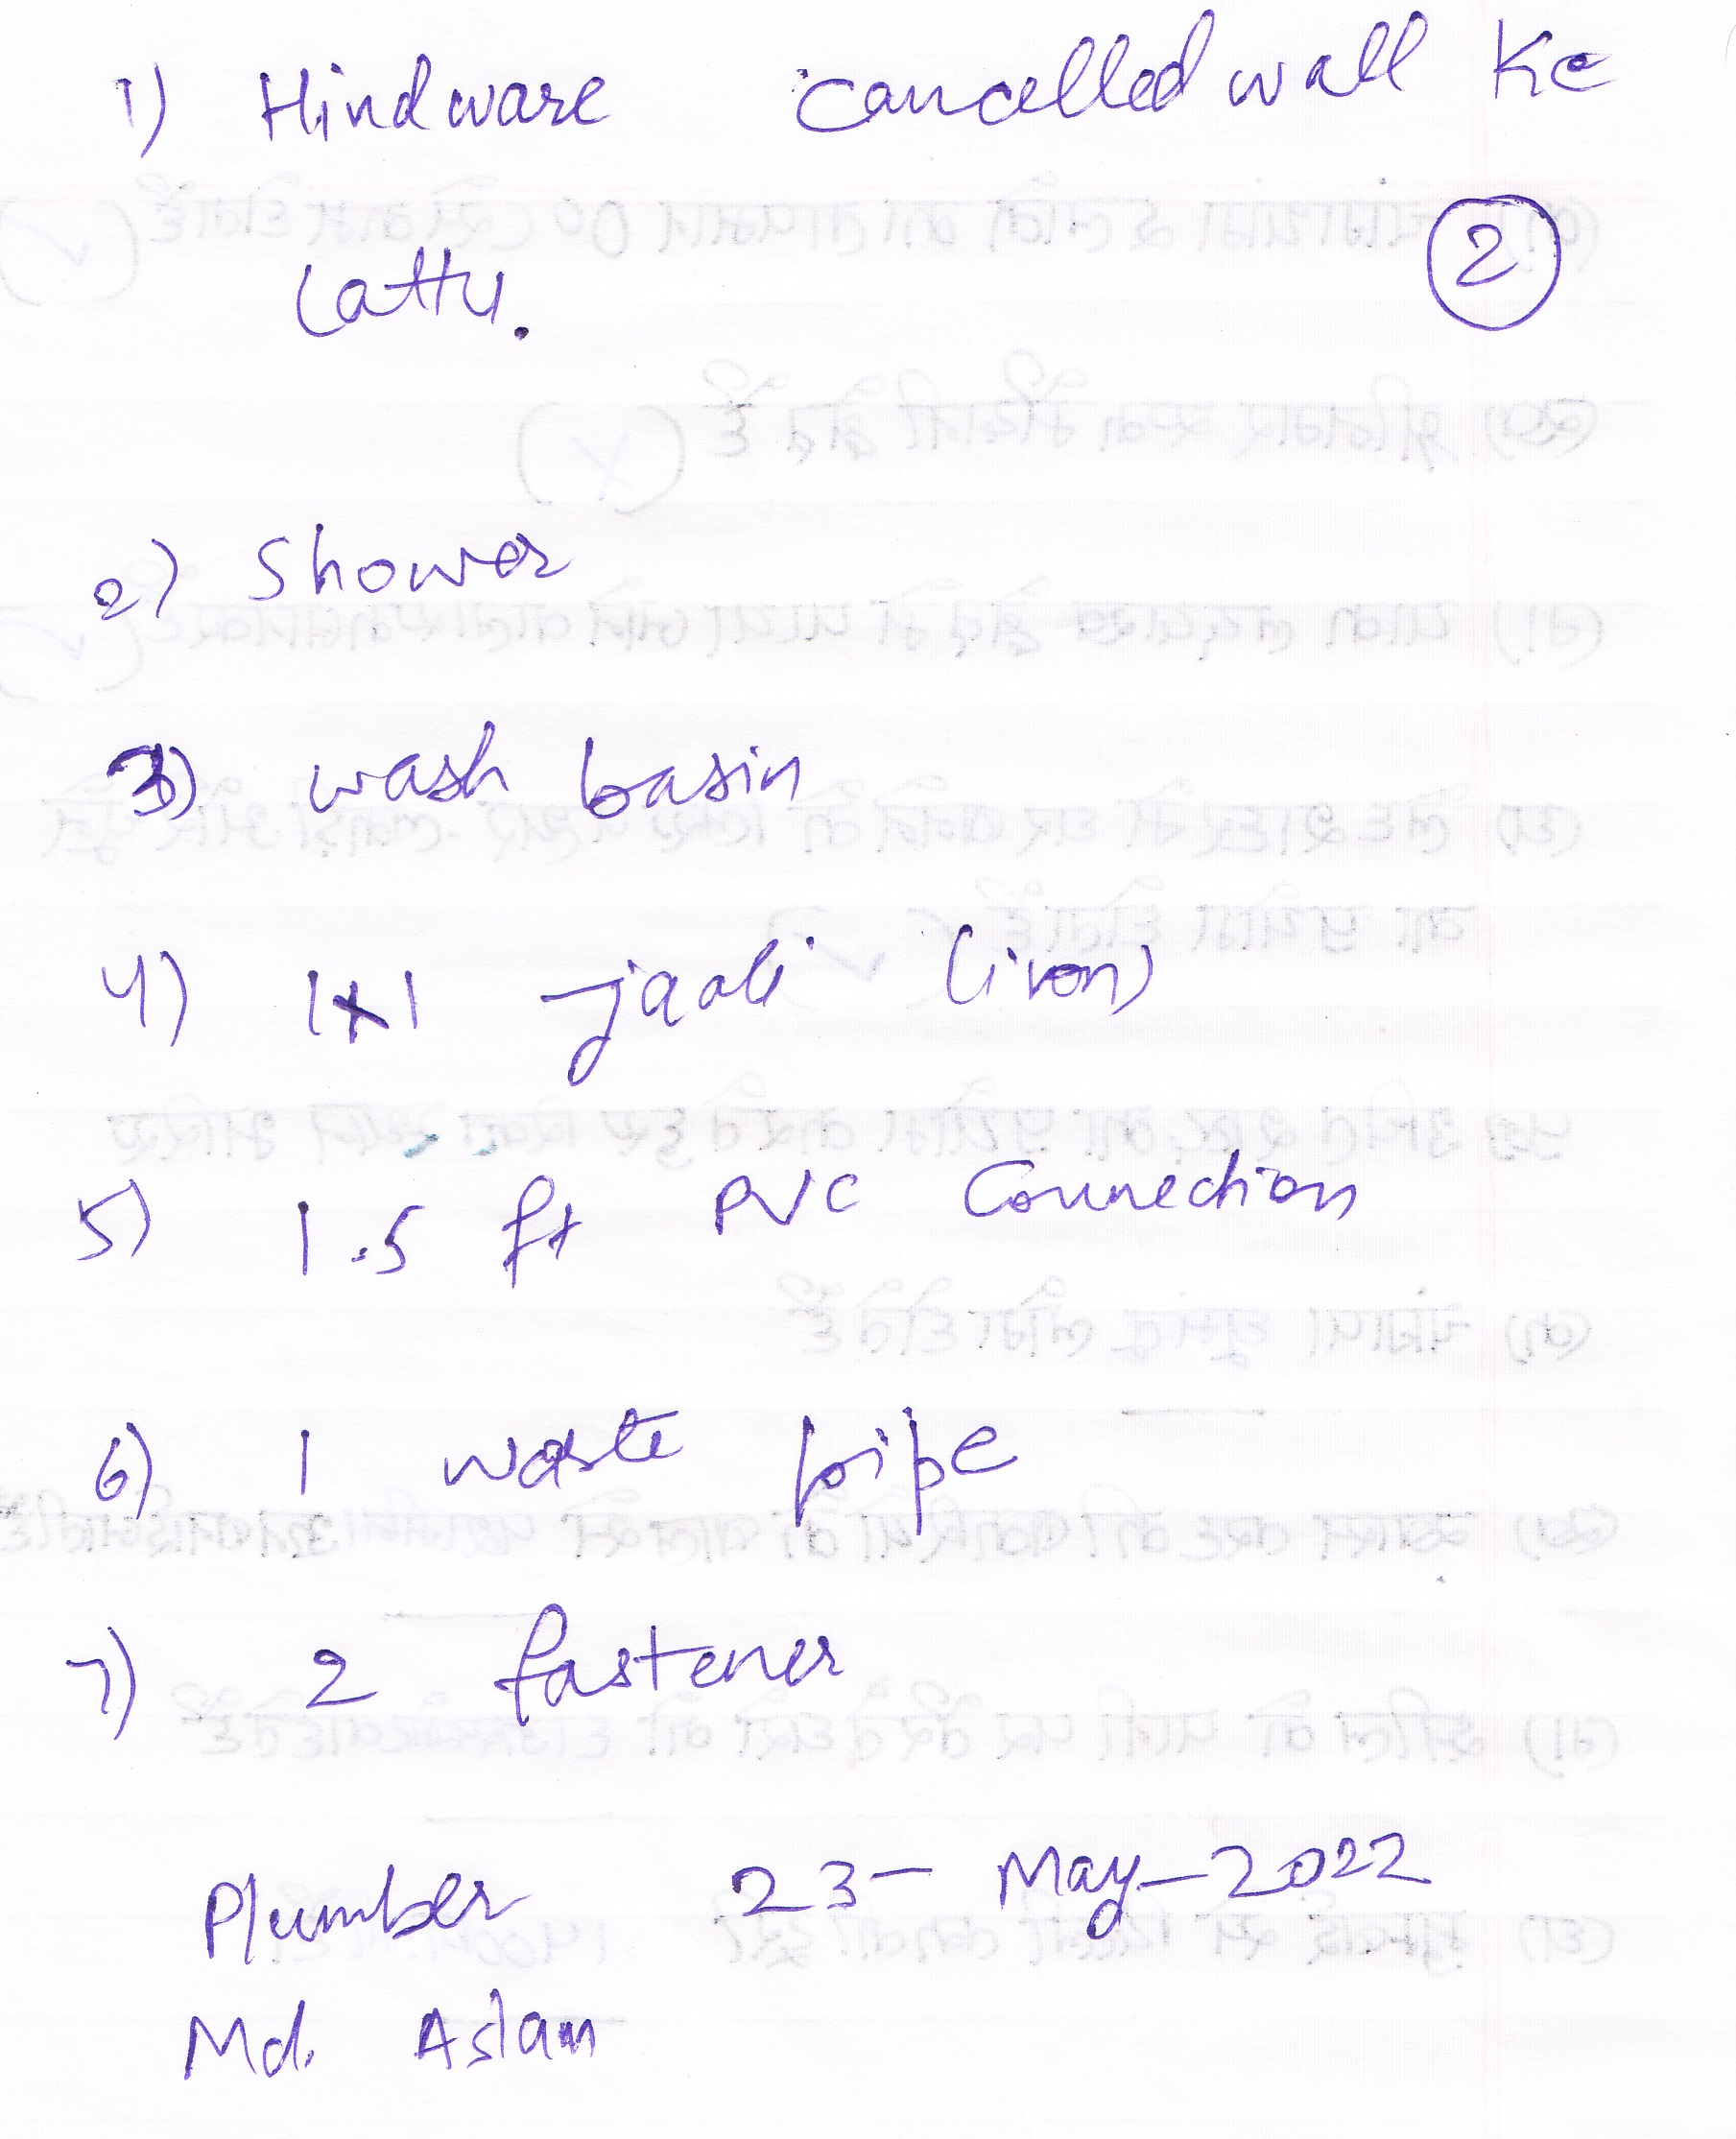 1) Hindware cancelled wall Ke
Lattu. 2
2) Shower
3) wash basin
4) 1x1 jaali (iron)
5) 1.5 ft PVC Connection
6) 1 waste pipe
7) 2 fastener
Plumber 23-May-2022
Md. Aslam